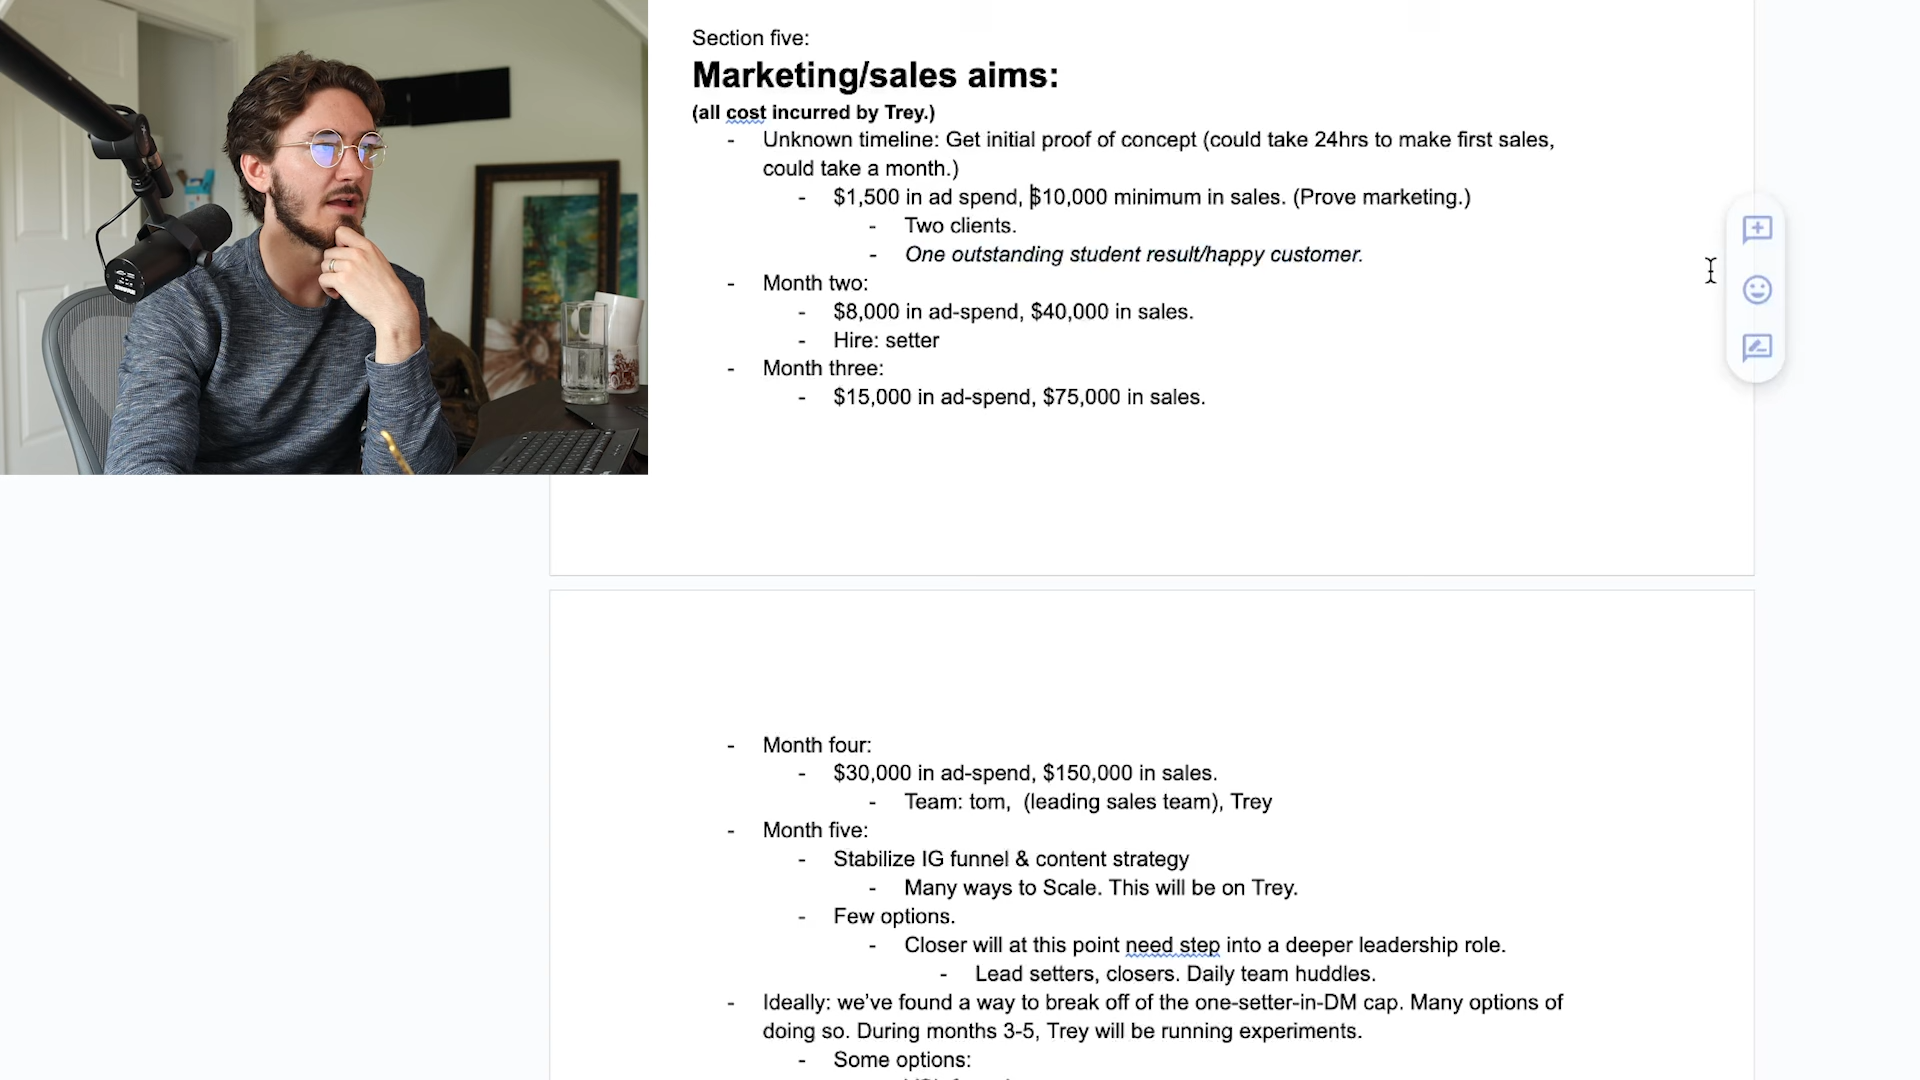 Section five:
Marketing/sales aims:
(all cost incurred by Trey.)
- Unknown timeline: Get initial proof of concept (could take 24hrs to make first sales,
could take a month.)
- $1,500 in ad spend, $10,000 minimum in sales. (Prove marketing.)
- Two clients.
- One outstanding student result/happy customer.
- Month two:
- $8,000 in ad-spend, $40,000 in sales.
- Hire: setter
- Month three:
- $15,000 in ad-spend, $75,000 in sales.
- Month four:
- $30,000 in ad-spend, $150,000 in sales.
- Team: tom,  (leading sales team), Trey
- Month five:
- Stabilize IG funnel & content strategy
- Many ways to Scale. This will be on Trey.
- Few options.
- Closer will at this point need step into a deeper leadership role.
- Lead setters, closers. Daily team huddles.
- Ideally: we’ve found a way to break off of the one-setter-in-DM cap. Many options of
doing so. During months 3-5, Trey will be running experiments.
- Some options: